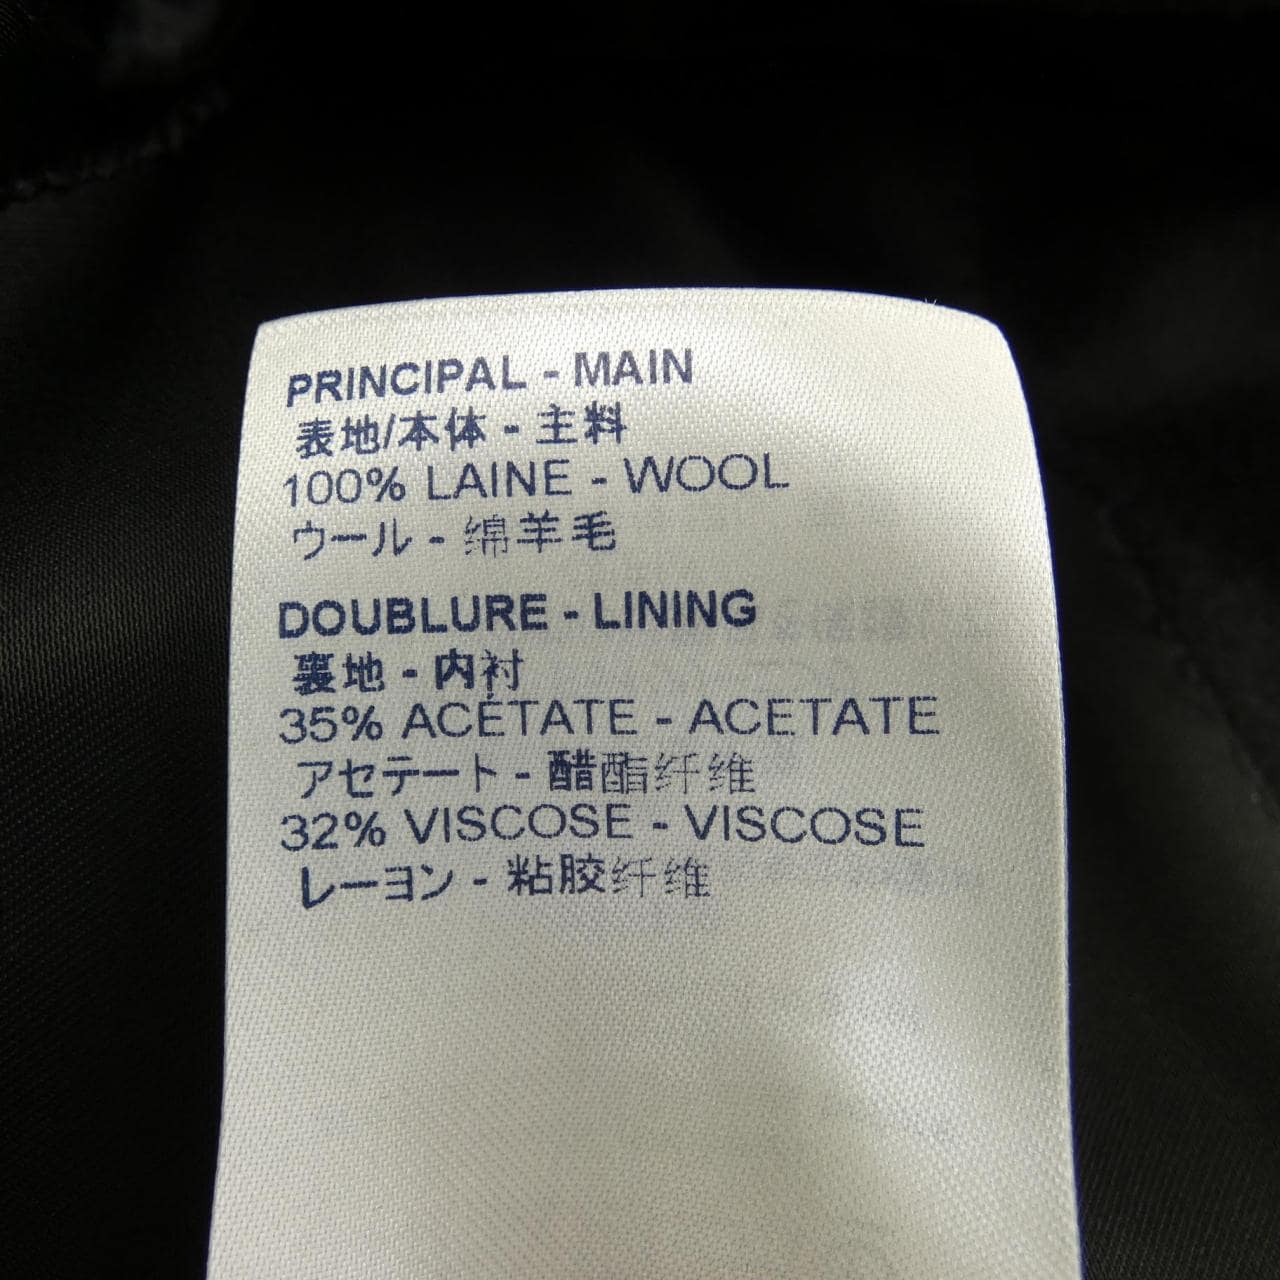 PRINCIPAL - MAIN
表地/本体 - 主料
100% LAINE - WOOL
ウール - 绵羊毛
DOUBLURE - LINING
裏地 - 内衬
35% ACÉTATE - ACETATE
アセテート - 醋酯纤维
32% VISCOSE - VISCOSE
レーヨン - 粘胶纤维